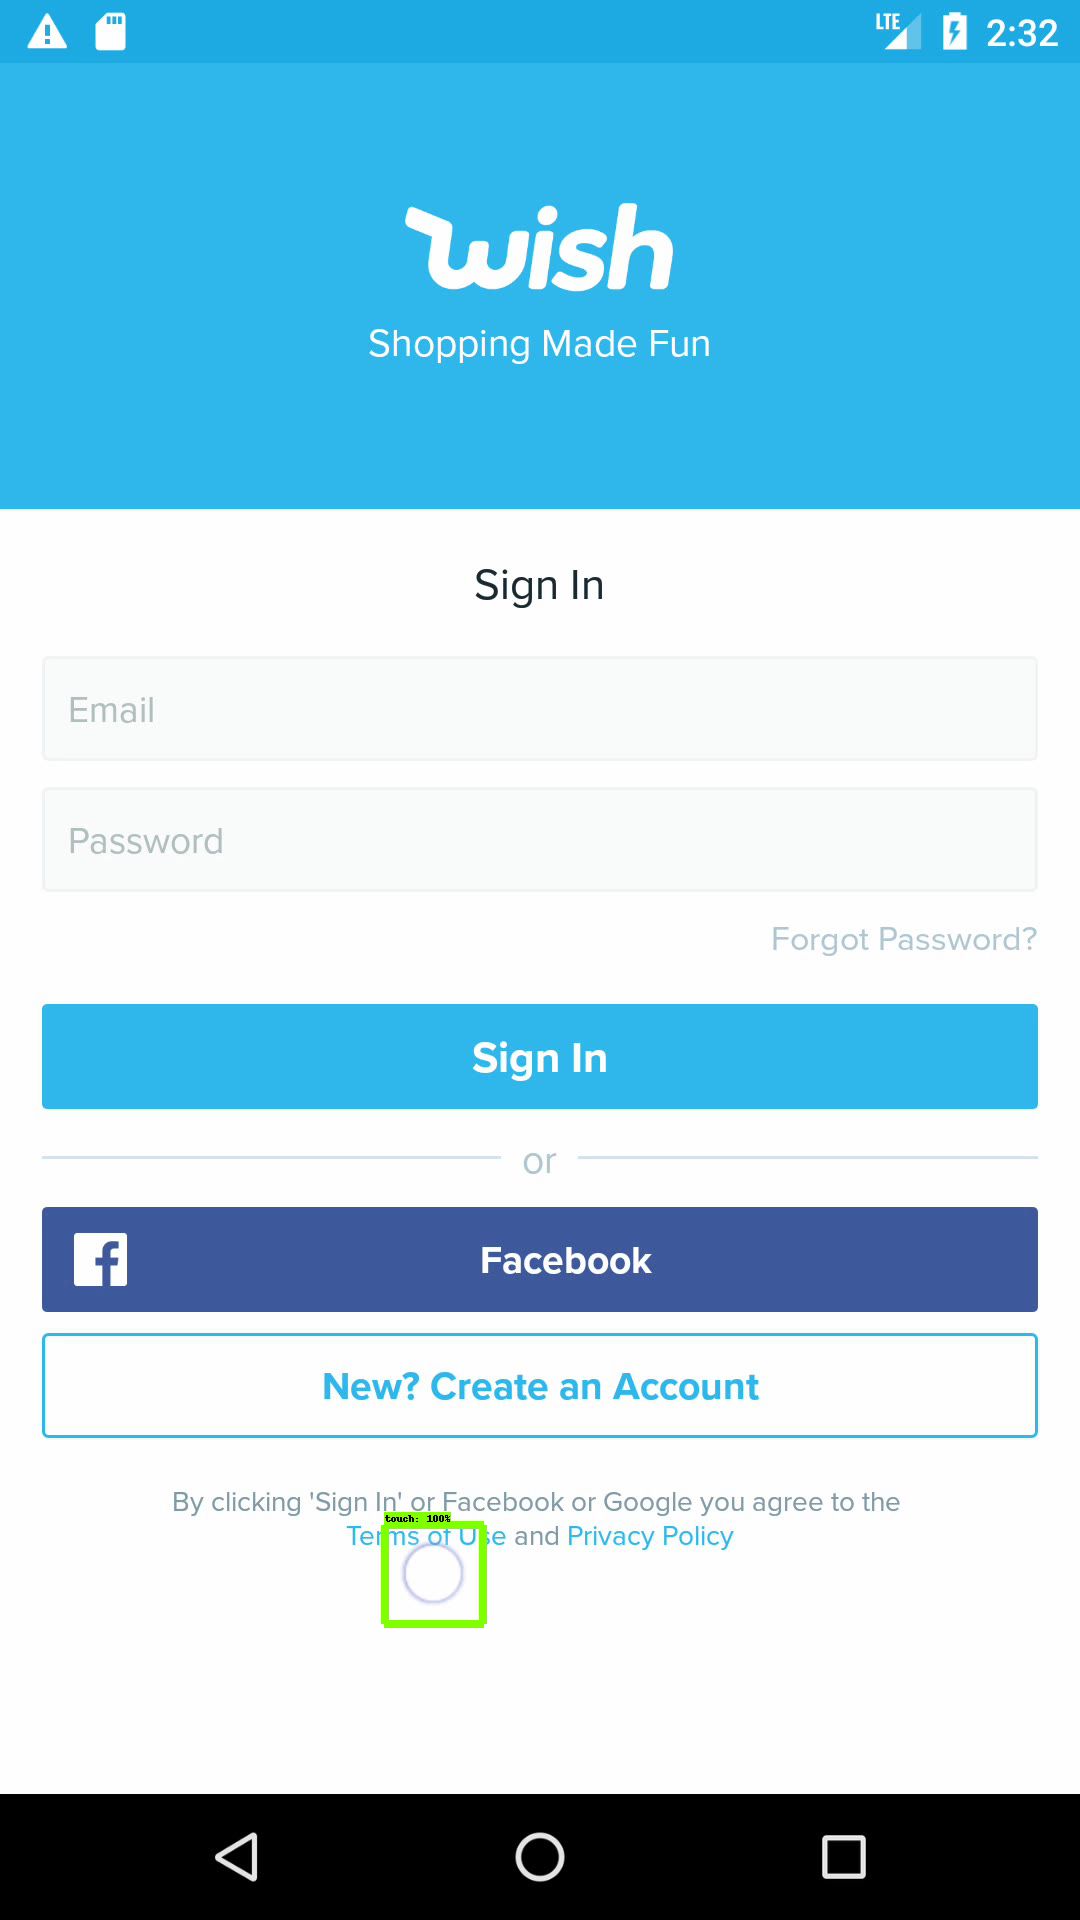 LTE 2:32
wish
Shopping Made Fun
Sign In
Email
Password
Forgot Password?
Sign In
or
Facebook
New? Create an Account
By clicking 'Sign In' or Facebook or Google you agree to the
touch: 100%
Terms of Use and Privacy Policy